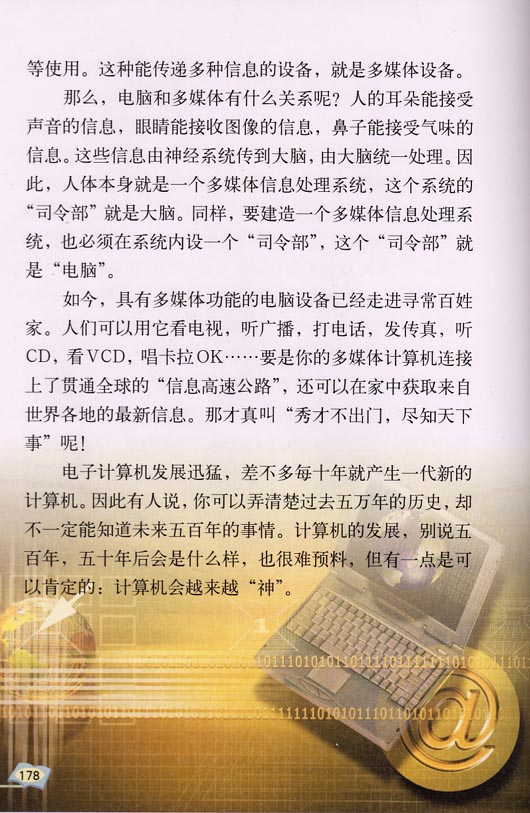 等使用。这种能传递多种信息的设备，就是多媒体设备。
那么，电脑和多媒体有什么关系呢？人的耳朵能接受
声音的信息，眼睛能接收图像的信息，鼻子能接受气味的
信息。这些信息由神经系统传到大脑，由大脑统一处理。因
此，人体本身就是一个多媒体信息处理系统，这个系统的
“司令部”就是大脑。同样，要建造一个多媒体信息处理系
统，也必须在系统内设一个“司令部”，这个“司令部”就
是“电脑”。
如今，具有多媒体功能的电脑设备已经走进寻常百姓
家。人们可以用它看电视，听广播，打电话，发传真，听
CD，看VCD，唱卡拉OK……要是你的多媒体计算机连接
上了贯通全球的“信息高速公路”，还可以在家中获取来自
世界各地的最新信息。那才真叫“秀才不出门，尽知天下
事”呢！
电子计算机发展迅猛，差不多每十年就产生一代新的
计算机。因此有人说，你可以弄清楚过去五万年的历史，却
不一定能知道未来五百年的事情。计算机的发展，别说五
百年，五十年后会是什么样，也很难预料，但有一点是可
以肯定的：计算机会越来越“神”。
1
@
178